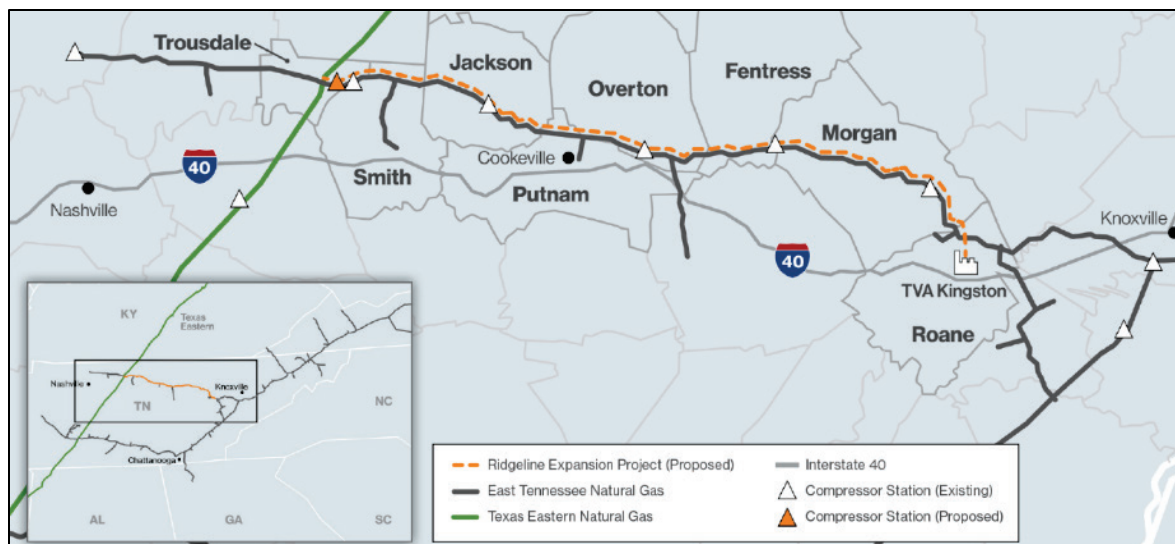 Trousdale
Jackson
Fentress
Overton
Morgan
40
Cookeville
Smith
Putnam
Nashville
Knoxville
40
TVA Kingston
Roane
KY
Texas
Eastern
Nashville
Knoxville
TN
NC
Chattanooga
AL
GA
SC
Ridgeline Expansion Project (Proposed)
East Tennessee Natural Gas
Texas Eastern Natural Gas
Interstate 40
Compressor Station (Existing)
Compressor Station (Proposed)